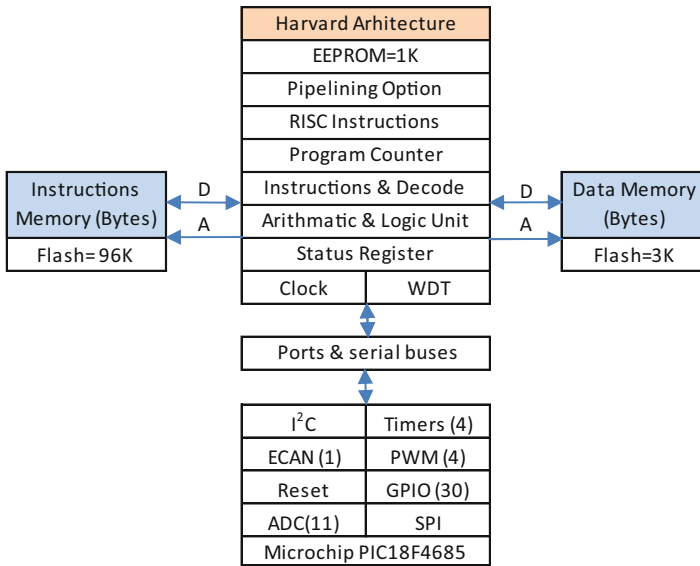 Harvard Arhitecture
EEPROM=1K
Pipelining Option
RISC Instructions
Program Counter
Instructions & Decode
Arithmatic & Logic Unit
Status Register
Clock
WDT
Instructions
Memory (Bytes)
Flash= 96K
D
A
D
A
Data Memory
(Bytes)
Flash=3K
Ports & serial buses
I²C
Timers (4)
ECAN (1)
PWM (4)
Reset
GPIO (30)
ADC(11)
SPI
Microchip PIC18F4685